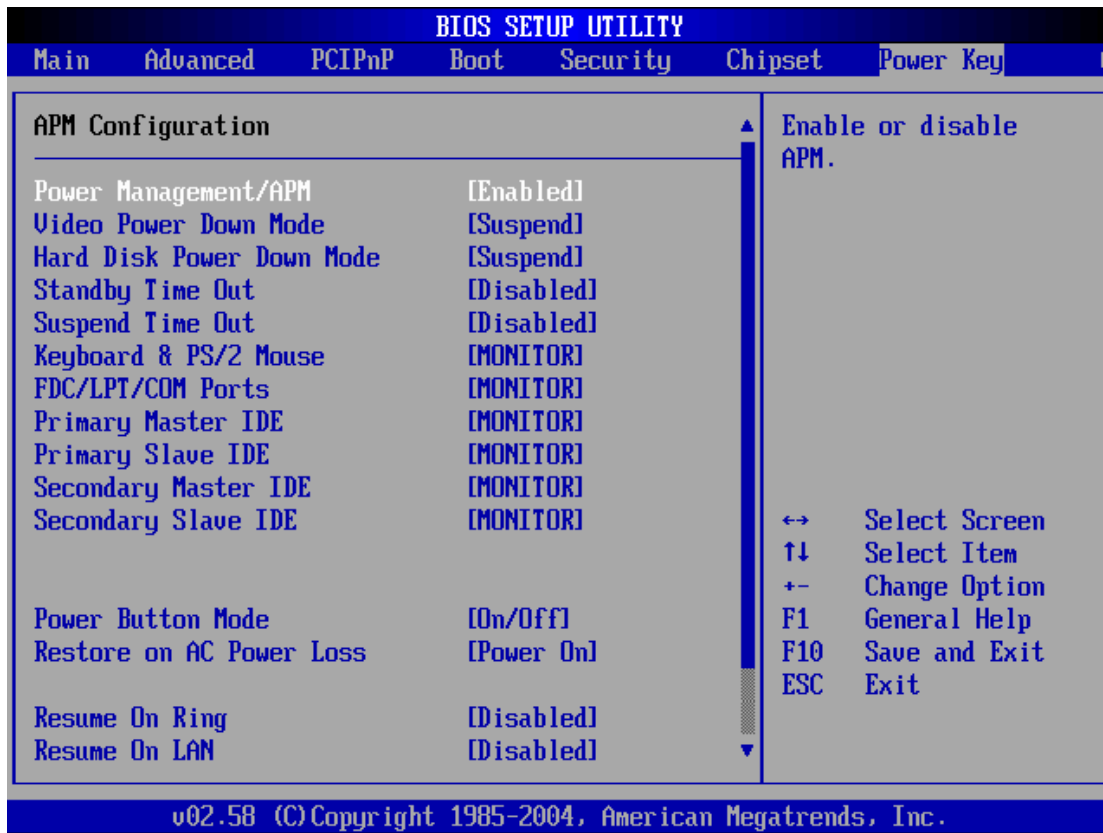 BIOS SETUP UTILITY
Main Advanced PCIPnP Boot Security Chipset Power Key
APM Configuration
Power Management/APM [Enabled]
Video Power Down Mode [Suspend]
Hard Disk Power Down Mode [Suspend]
Standby Time Out [Disabled]
Suspend Time Out [Disabled]
Keyboard & PS/2 Mouse [MONITOR]
FDC/LPT/COM Ports [MONITOR]
Primary Master IDE [MONITOR]
Primary Slave IDE [MONITOR]
Secondary Master IDE [MONITOR]
Secondary Slave IDE [MONITOR]
Power Button Mode [On/Off]
Restore on AC Power Loss [Power On]
Resume On Ring [Disabled]
Resume On LAN [Disabled]
Enable or disable
APM.
↔ Select Screen
↑↓ Select Item
+- Change Option
F1 General Help
F10 Save and Exit
ESC Exit
v02.58 (C)Copyright 1985-2004, American Megatrends, Inc.